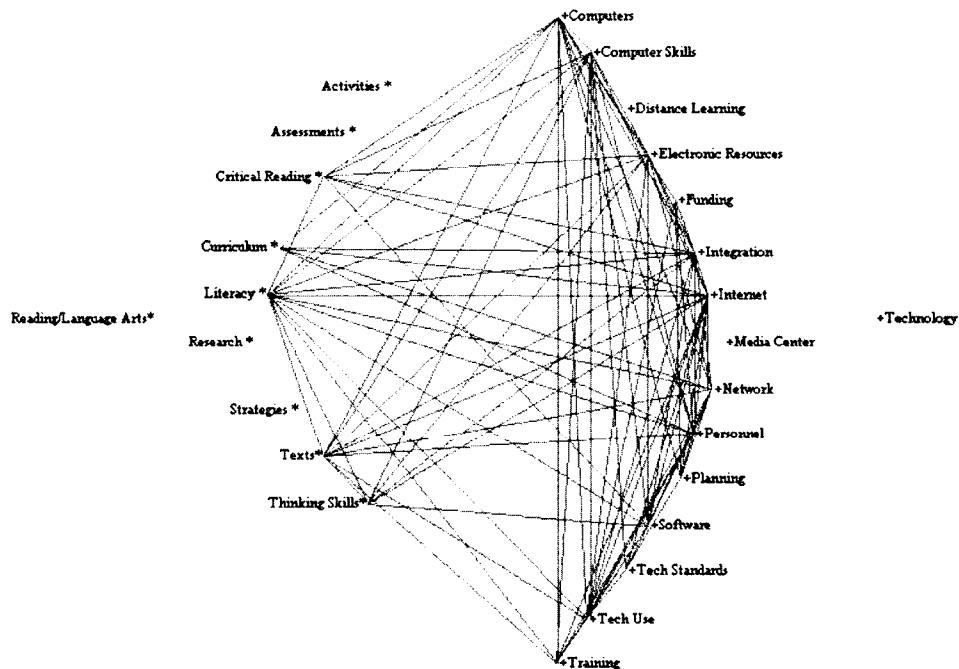 +Computers
+Computer Skills
Activities *
+Distance Learning
Assessments *
+Electronic Resources
Critical Reading *
+Funding
Curriculum *
+Integration
Literacy *
+Internet
Reading/Language Arts*
+Technology
Research *
+Media Center
+Network
Strategies *
+Personnel
Texts*
+Planning
Thinking Skills*
+Software
+Tech Standards
+Tech Use
+Training